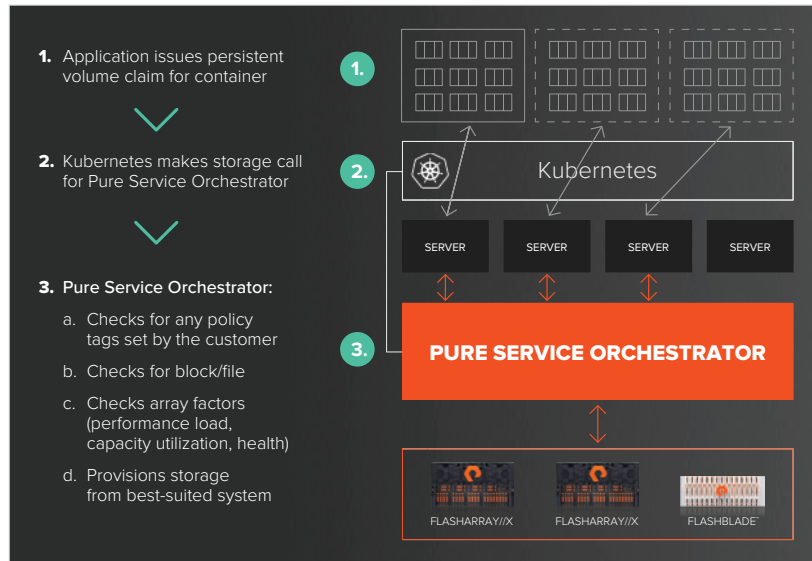 1. Application issues persistent
volume claim for container
2. Kubernetes makes storage call
for Pure Service Orchestrator
3. Pure Service Orchestrator:
a. Checks for any policy
tags set by the customer
b. Checks for block/file
c. Checks array factors
(performance load,
capacity utilization, health)
d. Provisions storage
from best-suited system
1.
2.
Kubernetes
SERVER SERVER SERVER SERVER
3.
PURE SERVICE ORCHESTRATOR
FLASHARRAY//X FLASHARRAY//X FLASHBLADE™